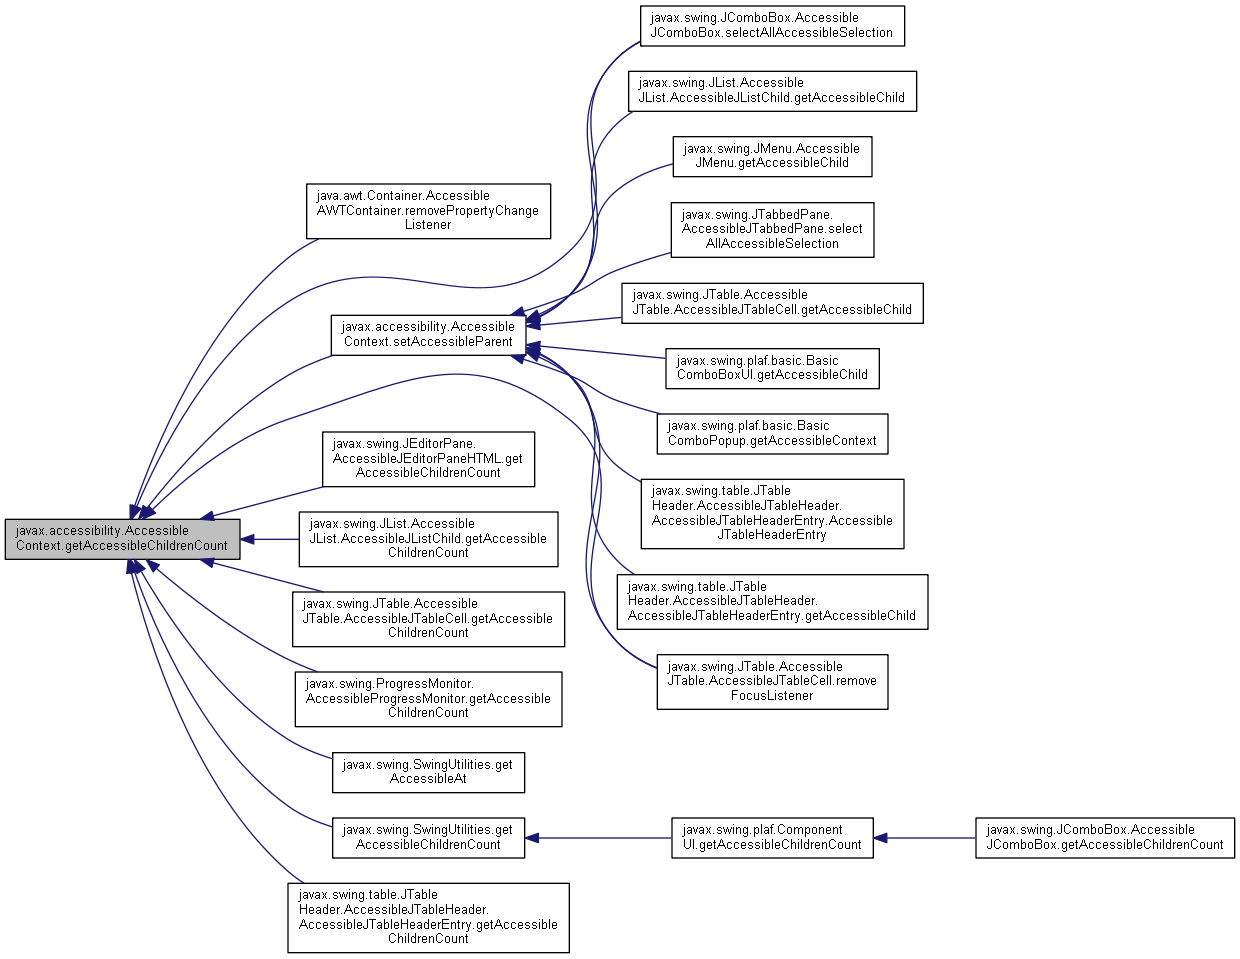 javax.swing.JComboBox.Accessible
JComboBox.selectAllAccessibleSelection
javax.swing.JList.Accessible
JList.AccessibleJListChild.getAccessibleChild
javax.swing.JMenu.Accessible
JMenu.getAccessibleChild
java.awt.Container.Accessible
AWTContainer.removePropertyChange
Listener
javax.swing.JTabbedPane.
AccessibleJTabbedPane.select
AllAccessibleSelection
javax.swing.JTable.Accessible
JTable.AccessibleJTableCell.getAccessibleChild
javax.accessibility.Accessible
Context.setAccessibleParent
javax.swing.plaf.basic.Basic
ComboBoxUI.getAccessibleChild
javax.swing.plaf.basic.Basic
ComboPopup.getAccessibleContext
javax.swing.JEditorPane.
AccessibleJEditorPaneHTML.get
AccessibleChildrenCount
javax.swing.table.JTable
Header.AccessibleJTableHeader.
AccessibleJTableHeaderEntry.Accessible
JTableHeaderEntry
javax.accessibility.Accessible
Context.getAccessibleChildrenCount
javax.swing.JList.Accessible
JList.AccessibleJListChild.getAccessible
ChildrenCount
javax.swing.table.JTable
Header.AccessibleJTableHeader.
AccessibleJTableHeaderEntry.getAccessibleChild
javax.swing.JTable.Accessible
JTable.AccessibleJTableCell.getAccessible
ChildrenCount
javax.swing.JTable.Accessible
JTable.AccessibleJTableCell.remove
FocusListener
javax.swing.ProgressMonitor.
AccessibleProgressMonitor.getAccessible
ChildrenCount
javax.swing.SwingUtilities.get
AccessibleAt
javax.swing.SwingUtilities.get
AccessibleChildrenCount
javax.swing.plaf.Component
UI.getAccessibleChildrenCount
javax.swing.JComboBox.Accessible
JComboBox.getAccessibleChildrenCount
javax.swing.table.JTable
Header.AccessibleJTableHeader.
AccessibleJTableHeaderEntry.getAccessible
ChildrenCount